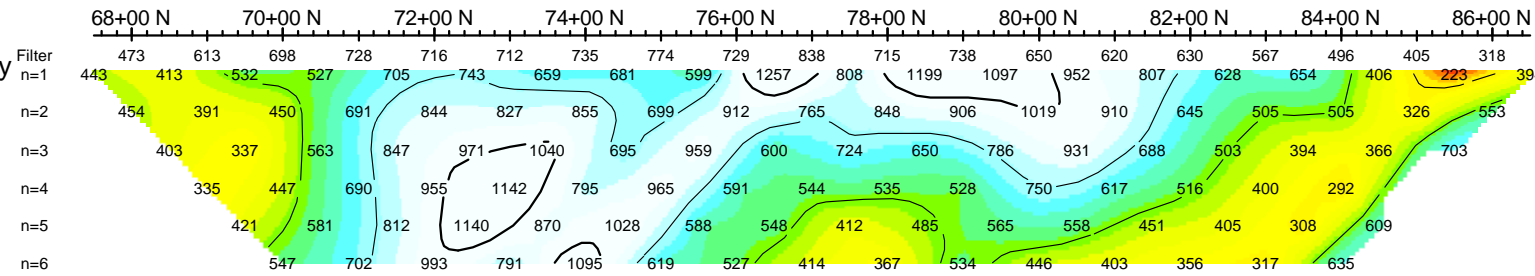 68+00 N 70+00 N 72+00 N 74+00 N 76+00 N 78+00 N 80+00 N 82+00 N 84+00 N 86+00 N
Filter 473 613 698 728 716 712 735 774 729 838 715 738 650 620 630 567 496 405 318
y n=1 443 413 532 527 705 743 659 681 599 1257 808 1199 1097 952 807 628 654 406 223 39
n=2 454 391 450 691 844 827 855 699 912 765 848 906 1019 910 645 505 505 326 553
n=3 403 337 563 847 971 1040 695 959 600 724 650 786 931 688 503 394 366 703
n=4 335 447 690 955 1142 795 965 591 544 535 528 750 617 516 400 292
n=5 421 581 812 1140 870 1028 588 548 412 485 565 558 451 405 308 609
n=6 547 702 993 791 1095 619 527 414 367 534 446 403 356 317 635